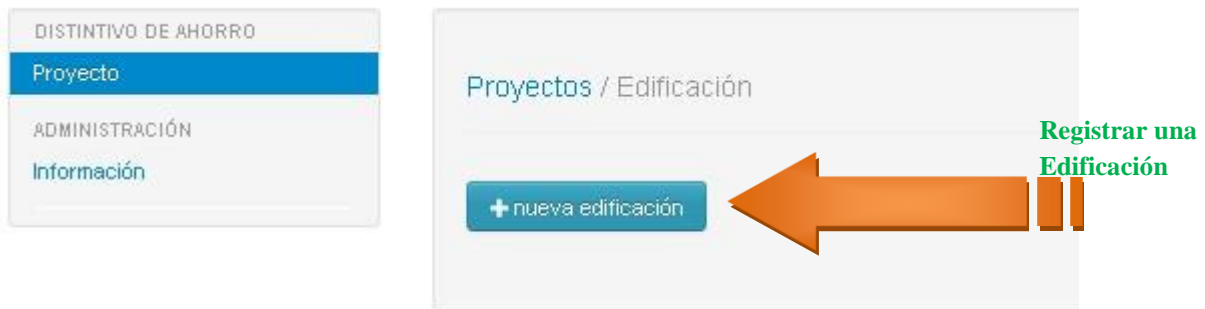 DISTINTIVO DE AHORRO
Proyecto
ADMINISTRACIÓN
Información
Proyectos / Edificación
+ nueva edificación
Registrar una
Edificación